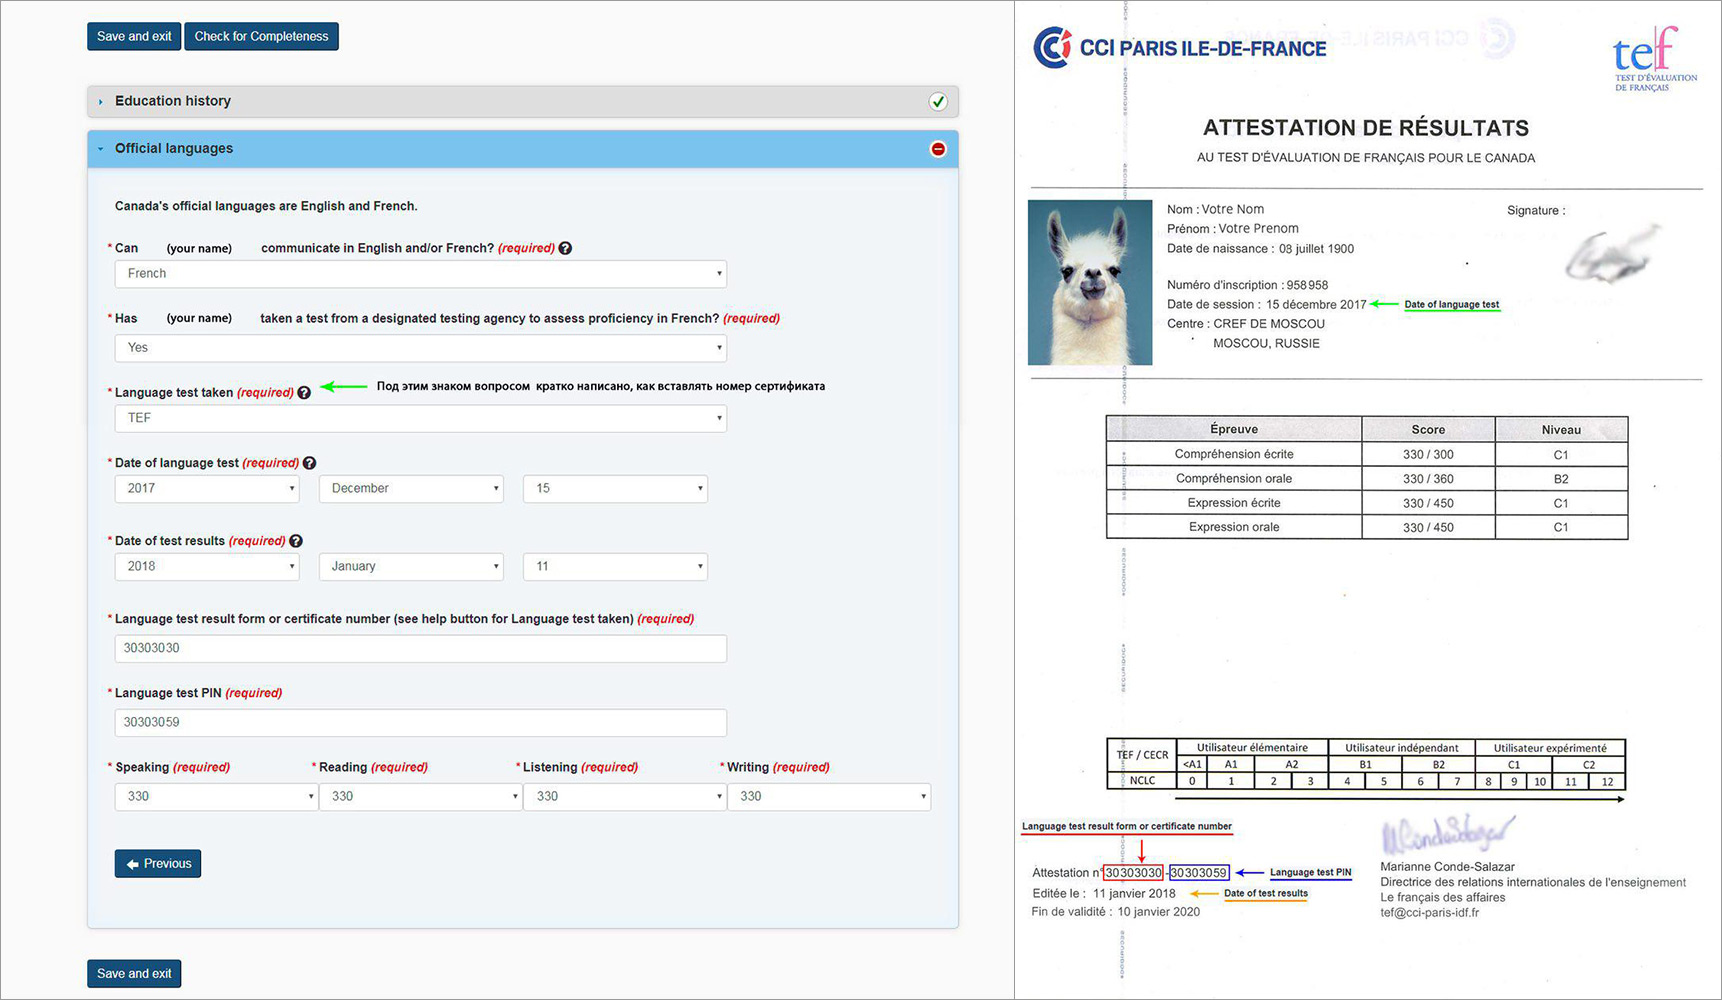 Save and exit
Check for Completeness
Education history
Official languages
Canada's official languages are English and French.
* Can (your name) communicate in English and/or French? (required) ?
French
* Has (your name) taken a test from a designated testing agency to assess proficiency in French? (required)
Yes
* Language test taken (required) ?
Под этим знаком вопросом кратко написано, как вставлять номер сертификата
TEF
* Date of language test (required) ?
2017 December 15
* Date of test results (required) ?
2018 January 11
* Language test result form or certificate number (see help button for Language test taken) (required)
30303030
* Language test PIN (required)
30303059
* Speaking (required) * Reading (required) * Listening (required) * Writing (required)
330 330 330 330
Previous
Save and exit
CCI PARIS ILE-DE-FRANCE
tef
TEST D'ÉVALUATION
DE FRANÇAIS
ATTESTATION DE RÉSULTATS
AU TEST D'ÉVALUATION DE FRANÇAIS POUR LE CANADA
Nom : Votre Nom
Prénom : Votre Prenom
Date de naissance : 08 juillet 1900
Signature :
Numéro d'inscription : 958958
Date de session : 15 décembre 2017
Date of language test
Centre : CREF DE MOSCOU
MOSCOU, RUSSIE
Épreuve Score Niveau
Compréhension écrite 330 / 300 C1
Compréhension orale 330 / 360 B2
Expression écrite 330 / 450 C1
Expression orale 330 / 450 C1
TEF / CECR Utilisateur élémentaire Utilisateur indépendant Utilisateur expérimenté
<A1 A1 A2 B1 B2 C1 C2
NCLC 0 1 2 3 4 5 6 7 8 9 10 11 12
Language test result form or certificate number
Attestation n° 30303030 - 30303059
Language test PIN
Editée le : 11 janvier 2018
Date of test results
Fin de validité : 10 janvier 2020
Marianne Conde-Salazar
Directrice des relations internationales de l'enseignement
Le français des affaires
tef@cci-paris-idf.fr